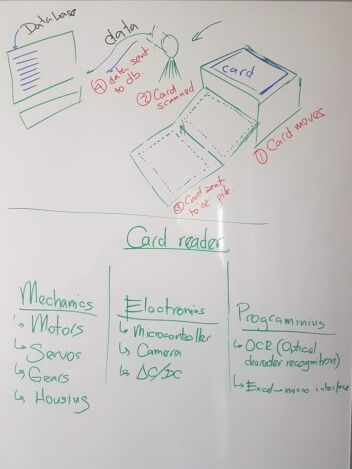 Database
data
card
④ data sent
to db.
② Card
scanned
① Card moves
③ Card sent
to "ok" pile
Card reader
Mechanics
↳ Motors
↳ Servos
↳ Gears
↳ Housing
Electronics
↳ Microcontroller
↳ Camera
↳ AC/DC
Programming
↳ OCR (Optical
character recognition)
↳ Excel-micro interface